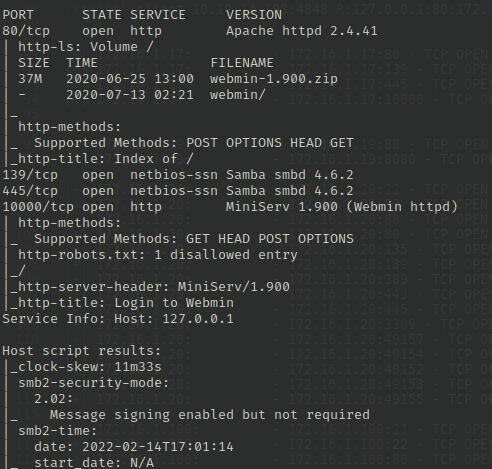 PORT      STATE SERVICE     VERSION
80/tcp    open  http        Apache httpd 2.4.41
| http-ls: Volume /
| SIZE  TIME              FILENAME
| 37M   2020-06-25 13:00  webmin-1.900.zip
| -     2020-07-13 02:21  webmin/
|_
| http-methods:
|_  Supported Methods: POST OPTIONS HEAD GET
|_http-title: Index of /
139/tcp   open  netbios-ssn Samba smbd 4.6.2
445/tcp   open  netbios-ssn Samba smbd 4.6.2
10000/tcp open  http        MiniServ 1.900 (Webmin httpd)
| http-methods:
|_  Supported Methods: GET HEAD POST OPTIONS
| http-robots.txt: 1 disallowed entry
|_/
|_http-server-header: MiniServ/1.900
|_http-title: Login to Webmin
Service Info: Host: 127.0.0.1

Host script results:
|_clock-skew: 11m33s
| smb2-security-mode:
|   2.02:
|_    Message signing enabled but not required
| smb2-time:
|   date: 2022-02-14T17:01:14
|_  start_date: N/A